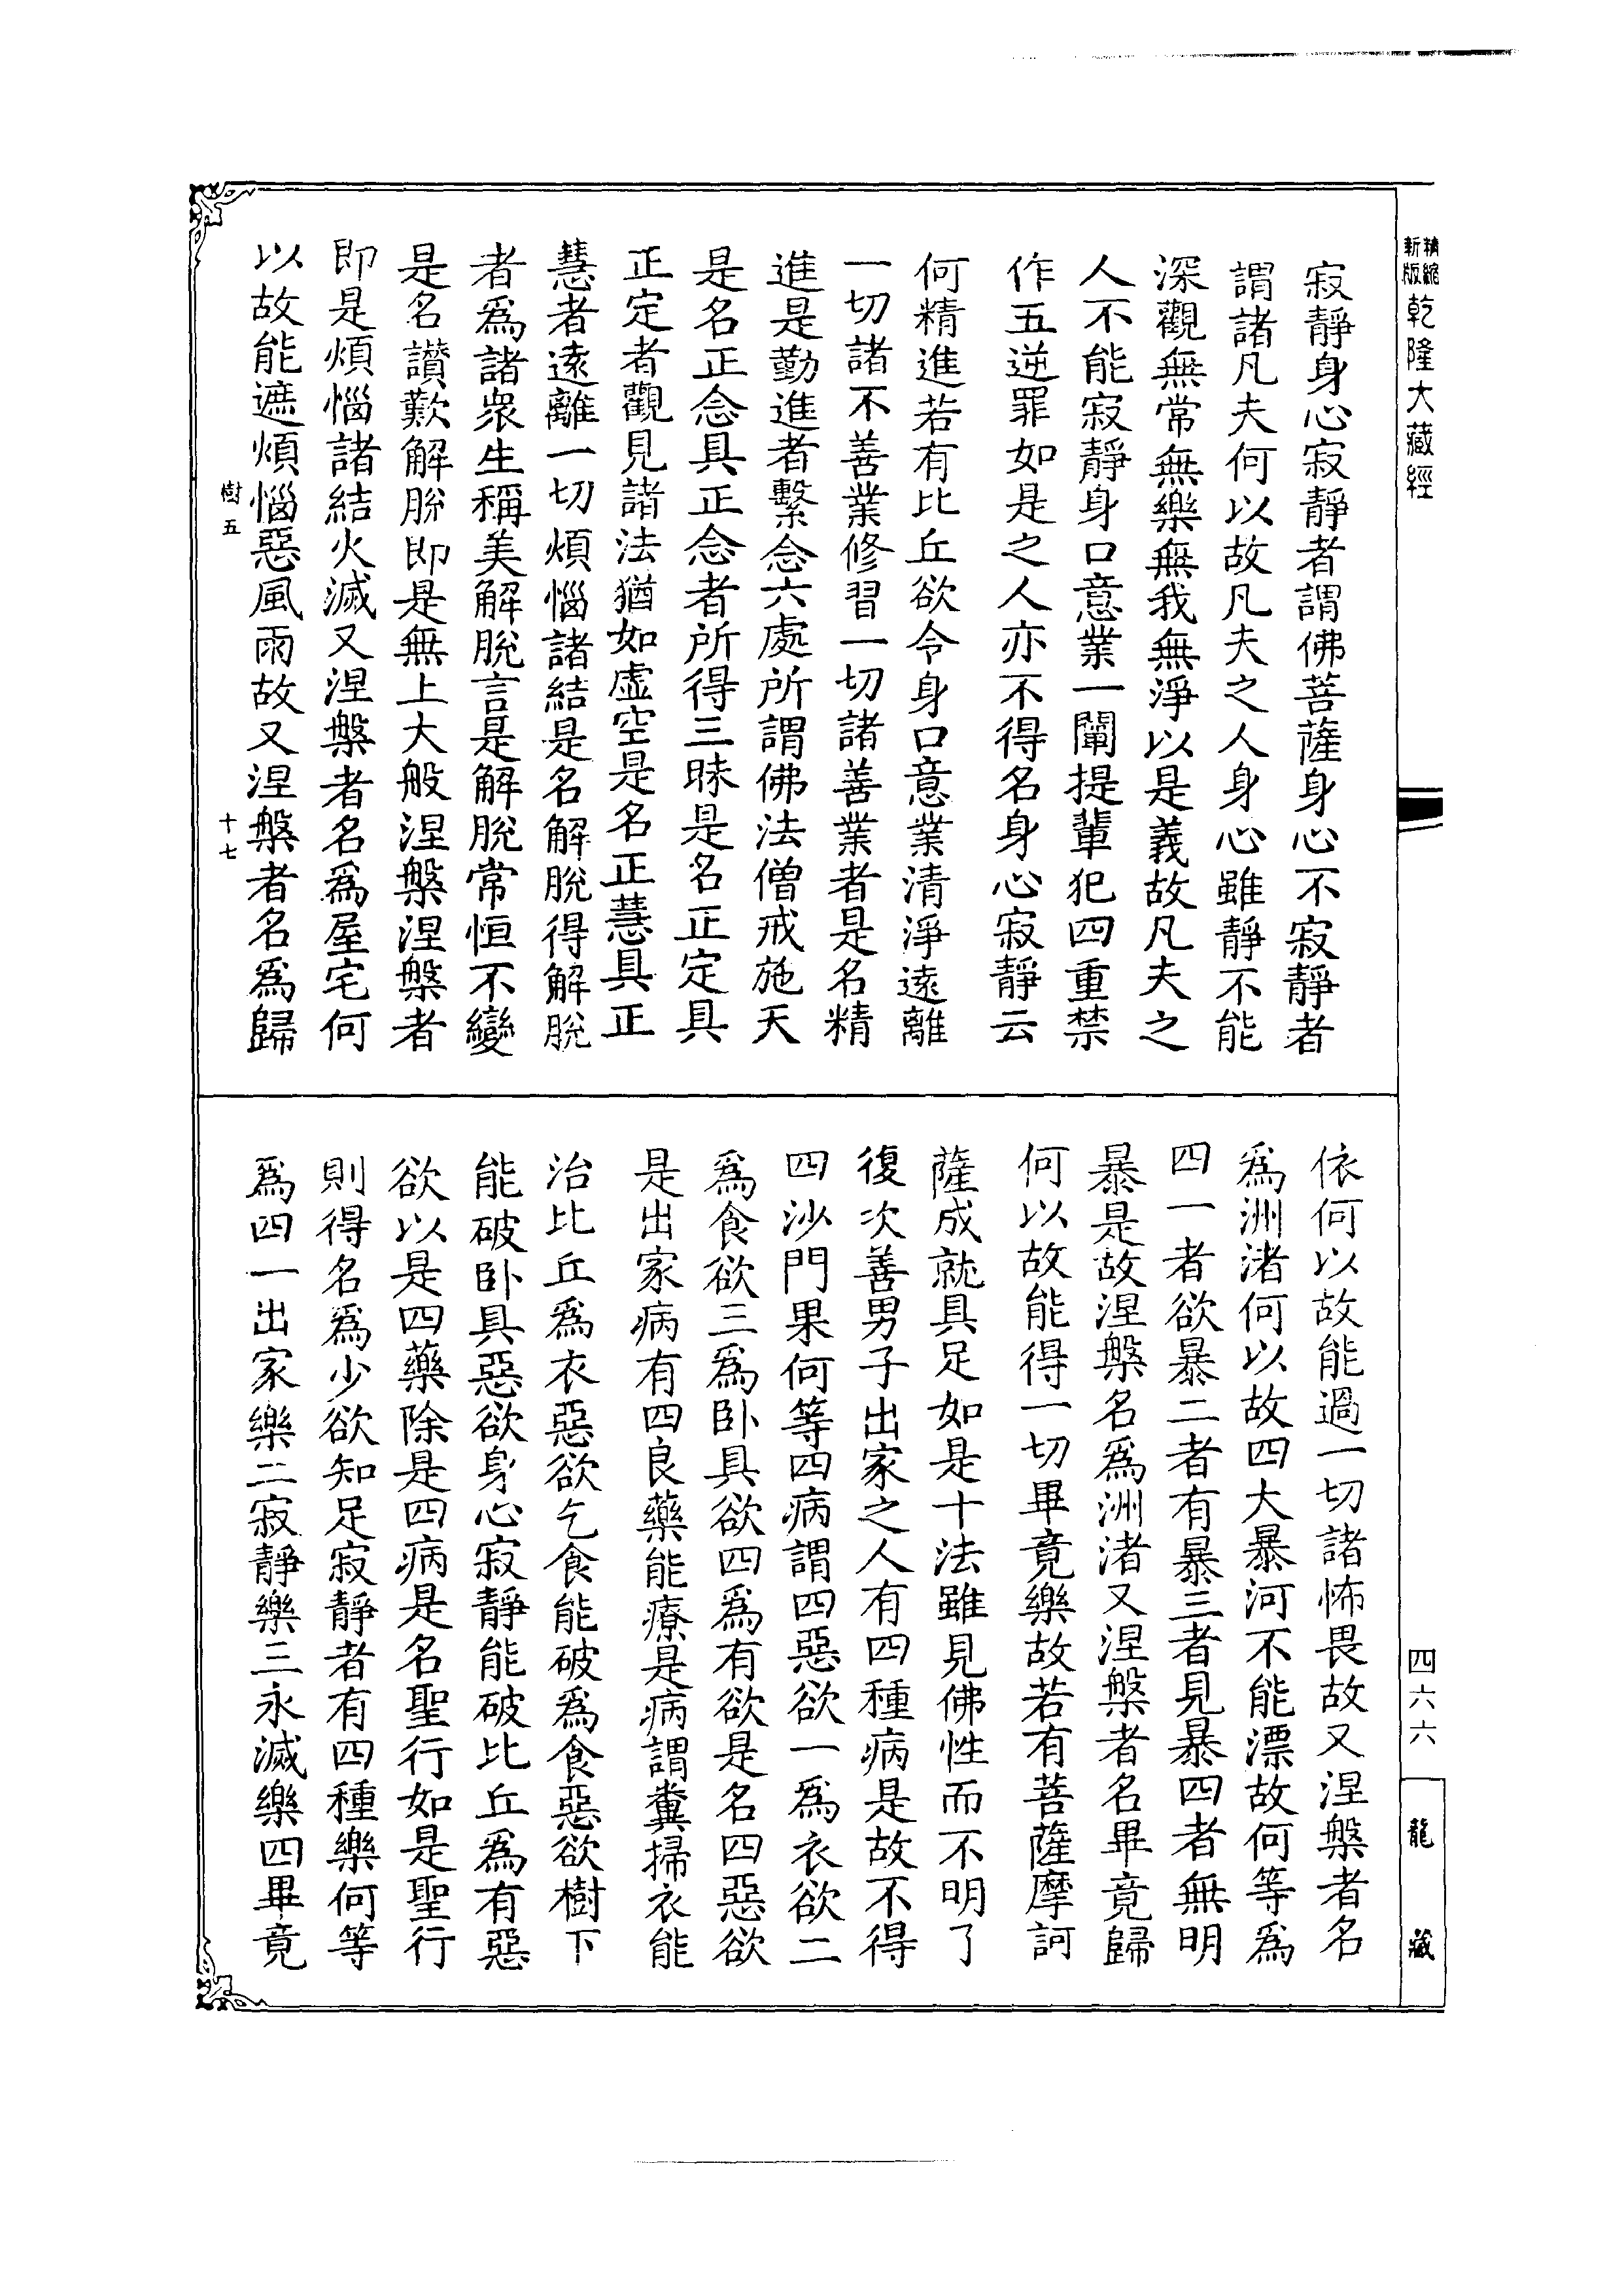 精縮新版乾隆大藏經
寂靜身心寂靜者謂佛菩薩身心不寂靜者
謂諸凡夫何以故凡夫之人身心雖靜不能
深觀無常無樂無我無淨以是義故凡夫之
人不能寂靜身口意業一闡提輩犯四重禁
作五逆罪如是之人亦不得名身心寂靜云
何精進若有比丘欲令身口意業清淨遠離
一切諸不善業修習一切諸善業者是名精
進是勤進者繫念六處所謂佛法僧戒施天
是名正念具正念者所得三昧是名正定具
正定者觀見諸法猶如虛空是名正慧具正
慧者遠離一切煩惱諸結是名解脫得解脫
者爲諸衆生稱美解脫言是解脫常恒不變
是名讚歎解脫即是無上大般涅槃涅槃者
即是煩惱諸結火滅又涅槃者名爲屋宅何
以故能遮煩惱惡風雨故又涅槃者名爲歸
樹五
十七
依何以故能過一切諸怖畏故又涅槃者名
爲洲渚何以故四大暴河不能漂故何等爲
四一者欲暴二者有暴三者見暴四者無明
暴是故涅槃名爲洲渚又涅槃者名畢竟歸
何以故能得一切畢竟樂故若有菩薩摩訶
薩成就具足如是十法雖見佛性而不明了
復次善男子出家之人有四種病是故不得
四沙門果何等四病謂四惡欲一爲衣欲二
爲食欲三爲卧具欲四爲有欲是名四惡欲
是出家病有四良藥能療是病謂糞掃衣能
治比丘爲衣惡欲乞食能破爲食惡欲樹下
能破卧具惡欲身心寂靜能破比丘爲有惡
欲以是四藥除是四病是名聖行如是聖行
則得名爲少欲知足寂靜者有四種樂何等
爲四一出家樂二寂靜樂三永滅樂四畢竟
四六六
龍藏